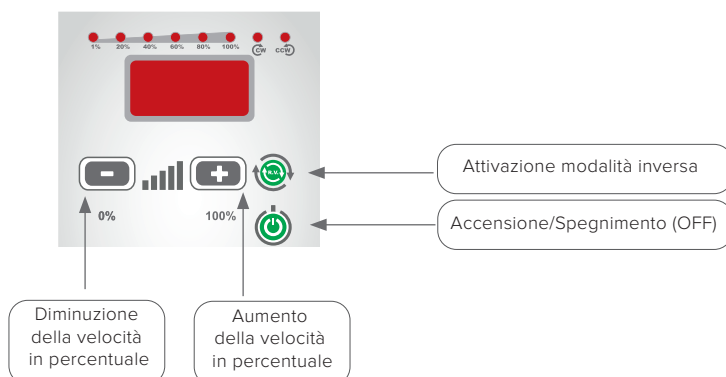 1% 20% 40% 60% 80% 100% CW CCW
R.V.
0% 100%
Attivazione modalità inversa
Accensione/Spegnimento (OFF)
Diminuzione
della velocità
in percentuale
Aumento
della velocità
in percentuale